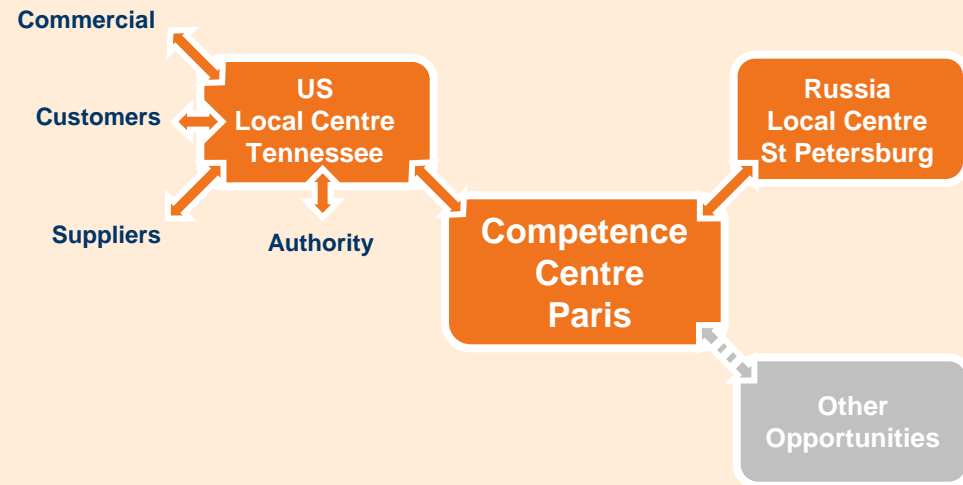 Commercial
Customers
Suppliers
Authority
US
Local Centre
Tennessee
Russia
Local Centre
St Petersburg
Competence
Centre
Paris
Other
Opportunities